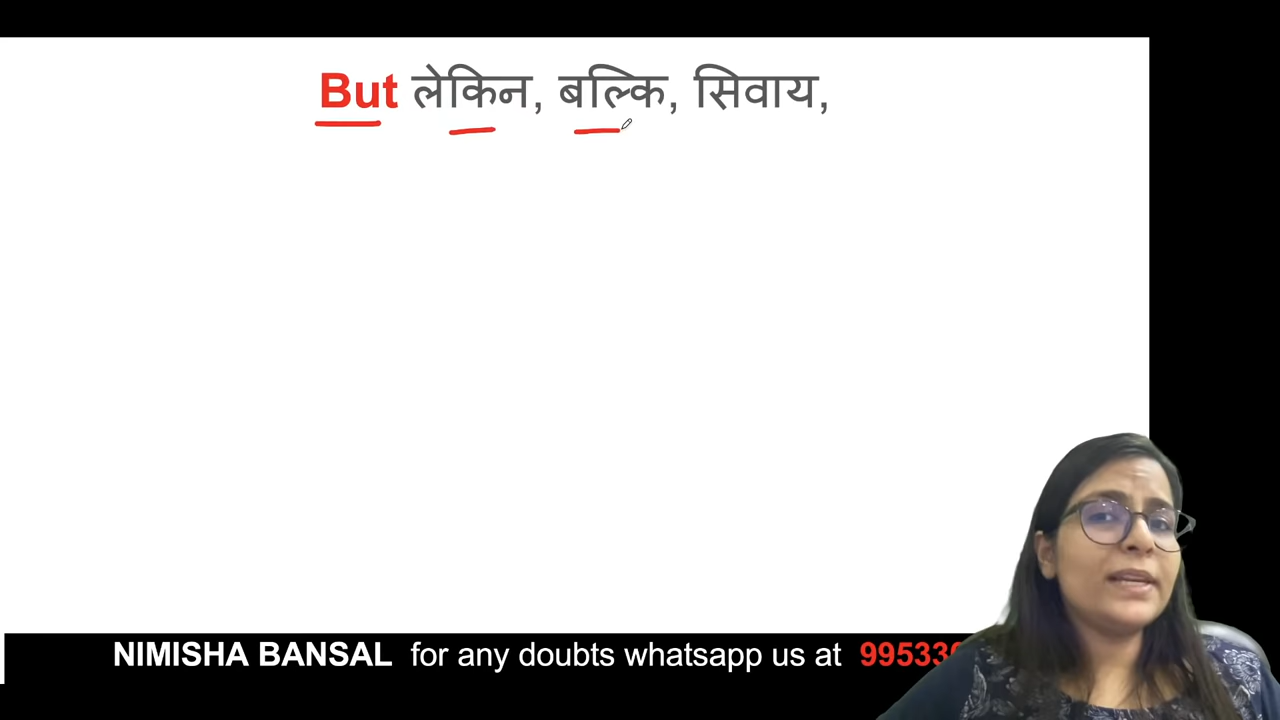 But लेकिन, बल्कि, सिवाय,
NIMISHA BANSAL for any doubts whatsapp us at